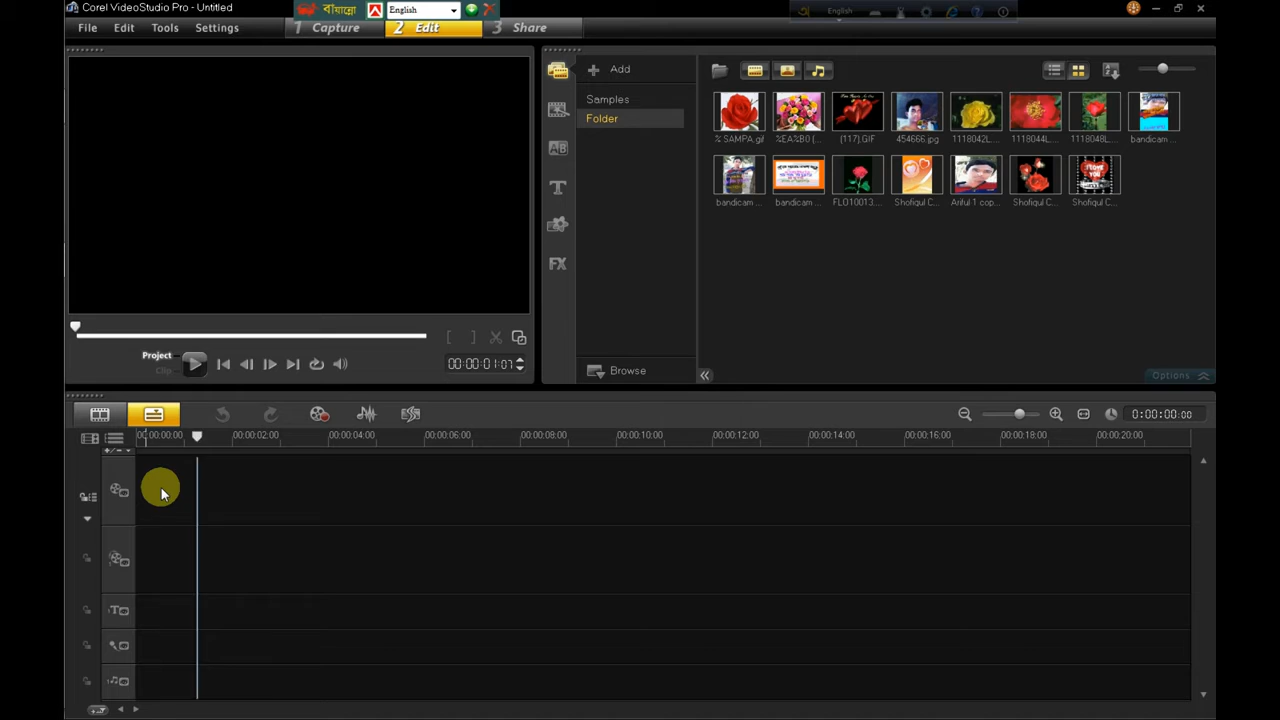 Corel VideoStudio Pro - Untitled
বাঁযান্নো
English
English
File
Edit
Tools
Settings
1 Capture
2 Edit
3 Share
Add
Samples
Folder
Browse
%SAMPA.gif
%EA%B0 (...
(117).GIF
454666.jpg
1118042L...
1118044L...
1118048L...
bandicam ...
bandicam ...
bandicam ...
FLO10013...
Shofiqul C...
Ariful 1 cop...
Shofiqul C...
Shofiqul C...
Options
Project
Clip
00:00:01:07
0:00:00:00
00:00:00:00
00:00:02:00
00:00:04:00
00:00:06:00
00:00:08:00
00:00:10:00
00:00:12:00
00:00:14:00
00:00:16:00
00:00:18:00
00:00:20:00